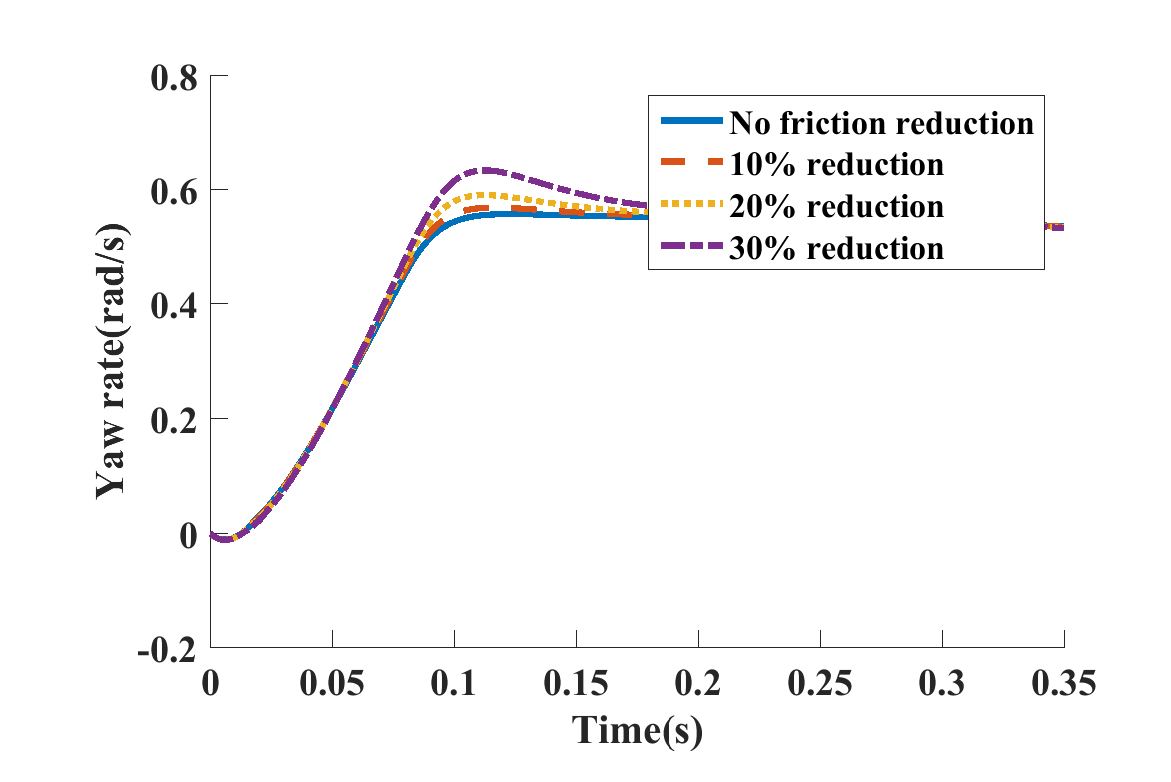 0.8
0.6
0.4
0.2
0
-0.2
Yaw rate(rad/s)
No friction reduction
10% reduction
20% reduction
30% reduction
0 0.05 0.1 0.15 0.2 0.25 0.3 0.35
Time(s)